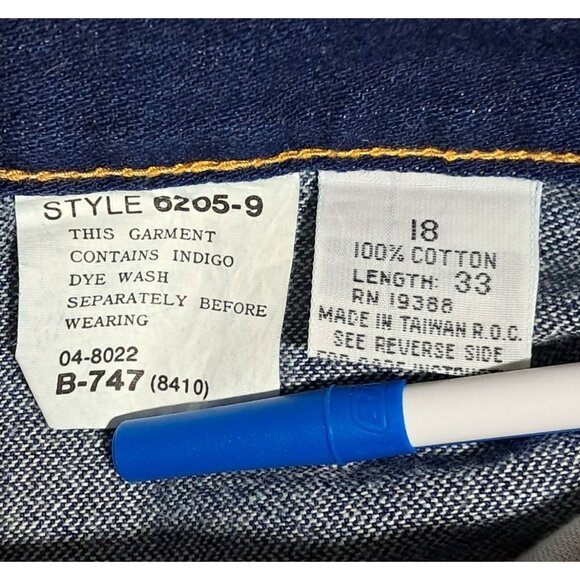 STYLE 6205-9
THIS GARMENT
CONTAINS INDIGO
DYE WASH
SEPARATELY BEFORE
WEARING
04-8022
B-747 (8410)
18
100% COTTON
LENGTH: 33
RN 19388
MADE IN TAIWAN R.O.C.
SEE REVERSE SIDE
FOR